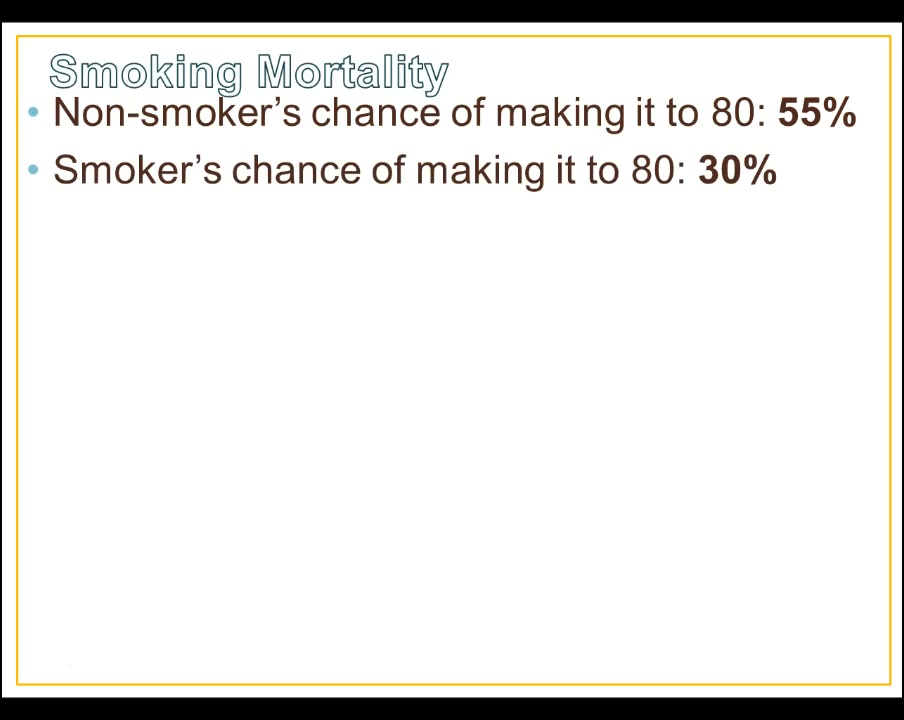 Smoking Mortality
• Non-smoker’s chance of making it to 80: 55%
• Smoker’s chance of making it to 80: 30%